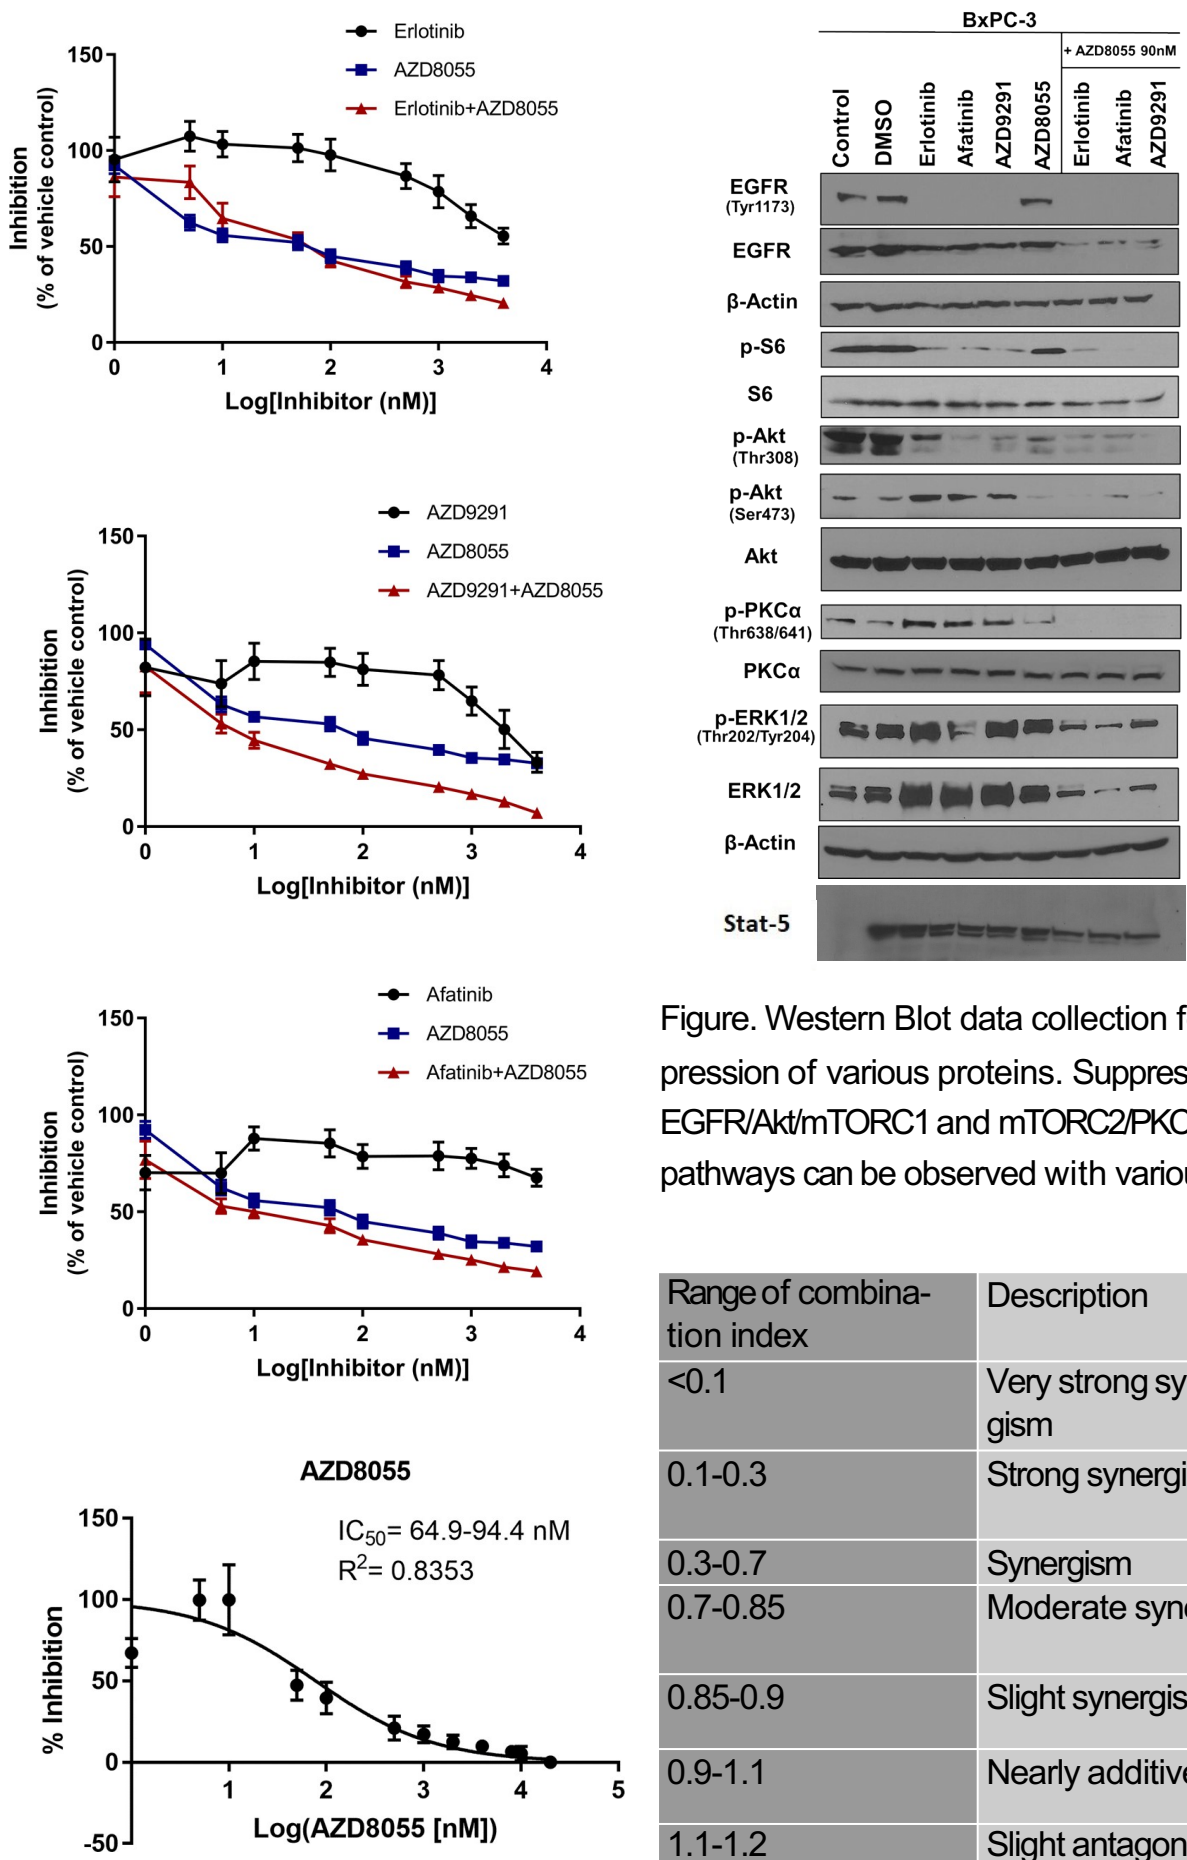 Erlotinib
AZD8055
Erlotinib+AZD8055
150
100
50
0
Inhibition
(% of vehicle control)
0 1 2 3 4
Log[Inhibitor (nM)]
AZD9291
AZD8055
AZD9291+AZD8055
150
100
50
0
Inhibition
(% of vehicle control)
0 1 2 3 4
Log[Inhibitor (nM)]
Afatinib
AZD8055
Afatinib+AZD8055
150
100
50
0
Inhibition
(% of vehicle control)
0 1 2 3 4
Log[Inhibitor (nM)]
AZD8055
IC50= 64.9-94.4 nM
R2= 0.8353
150
100
50
0
-50
% Inhibition
1 2 3 4 5
Log(AZD8055 [nM])
BxPC-3
+ AZD8055 90nM
Control
DMSO
Erlotinib
Afatinib
AZD9291
AZD8055
Erlotinib
Afatinib
AZD9291
EGFR
(Tyr1173)
EGFR
β-Actin
p-S6
S6
p-Akt
(Thr308)
p-Akt
(Ser473)
Akt
p-PKCα
(Thr638/641)
PKCα
p-ERK1/2
(Thr202/Tyr204)
ERK1/2
β-Actin
Stat-5
Figure. Western Blot data collection f
pression of various proteins. Suppres
EGFR/Akt/mTORC1 and mTORC2/PKC
pathways can be observed with variou
Range of combina- Description
tion index
<0.1 Very strong sy
gism
0.1-0.3 Strong synergi
0.3-0.7 Synergism
0.7-0.85 Moderate syne
0.85-0.9 Slight synergis
0.9-1.1 Nearly additive
1.1-1.2 Slight antagon